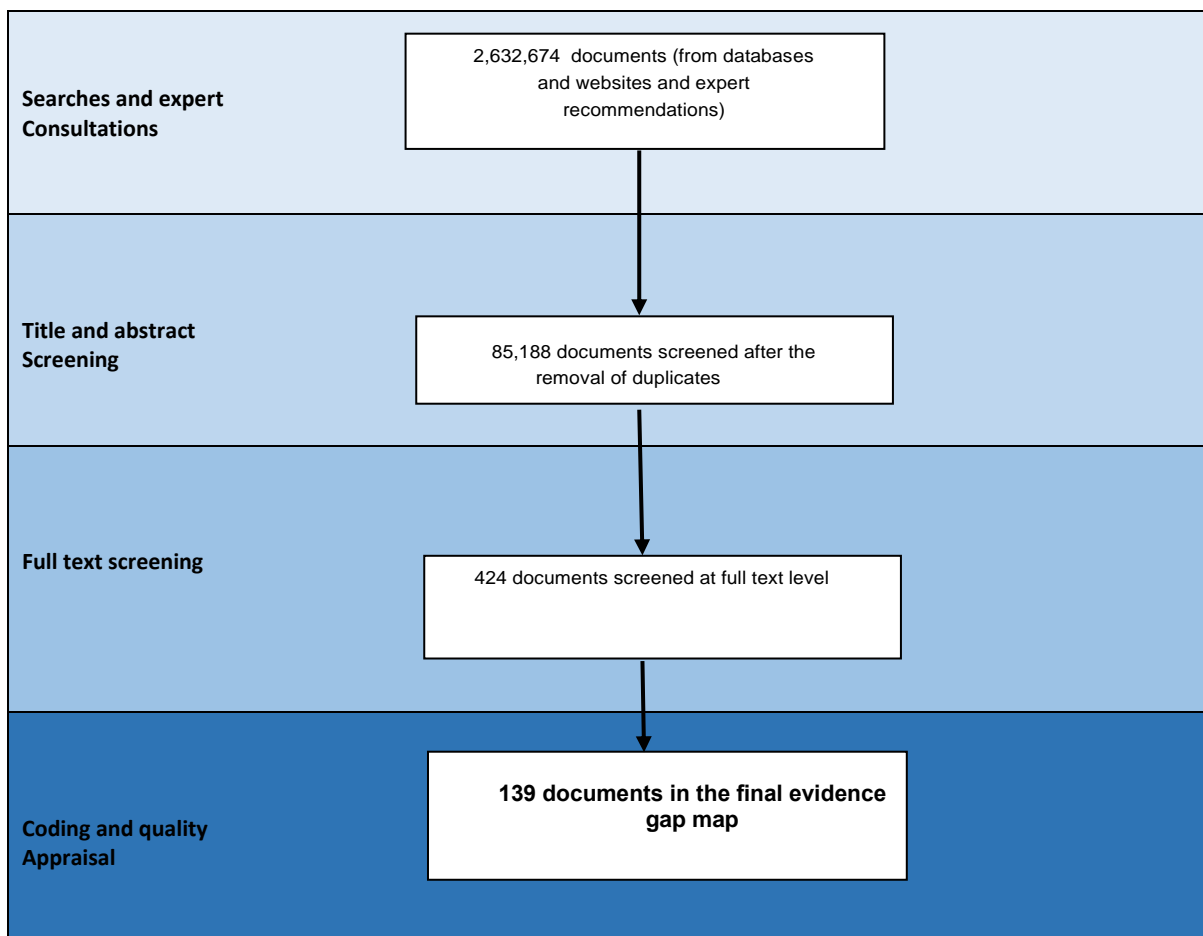 2,632,674  documents (from databases
and websites and expert
recommendations)
Searches and expert
Consultations
Title and abstract
Screening
85,188 documents screened after the
removal of duplicates
Full text screening
424 documents screened at full text level
139 documents in the final evidence
gap map
Coding and quality
Appraisal